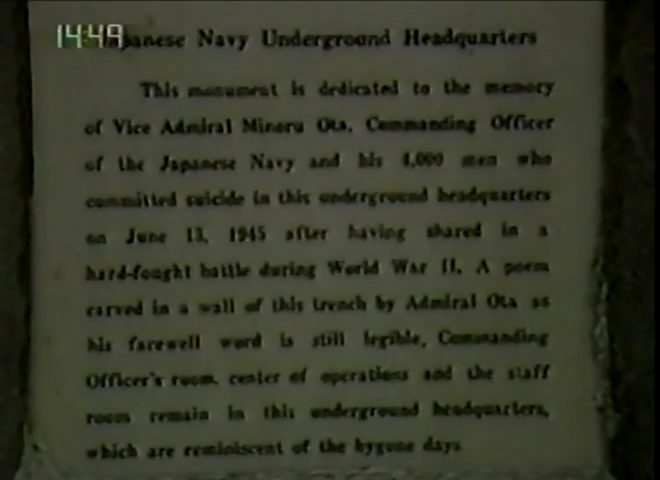 14:49
Japanese Navy Underground Headquarters
This monument is dedicated to the memory
of Vice Admiral Minoru Ota, Commanding Officer
of the Japanese Navy and his 4,000 men who
committed suicide in this underground headquarters
on June 13, 1945 after having shared in a
hard-fought battle during World War II. A poem
carved in a wall of this trench by Admiral Ota as
his farewell word is still legible, Commanding
Officer's room, center of operations and the staff
room remain in this underground headquarters,
which are reminiscent of the bygone days